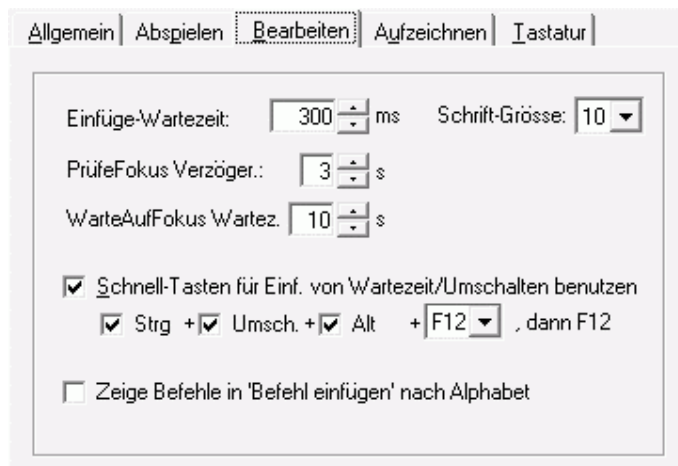 Allgemein Abspielen Bearbeiten Aufzeichnen Tastatur
Einfüge-Wartezeit: 300 ms Schrift-Grösse: 10
PrüfeFokus Verzöger.: 3 s
WarteAufFokus Wartez. 10 s
Schnell-Tasten für Einf. von Wartezeit/Umschalten benutzen
Strg + Umsch. + Alt + F12 , dann F12
Zeige Befehle in 'Befehl einfügen' nach Alphabet